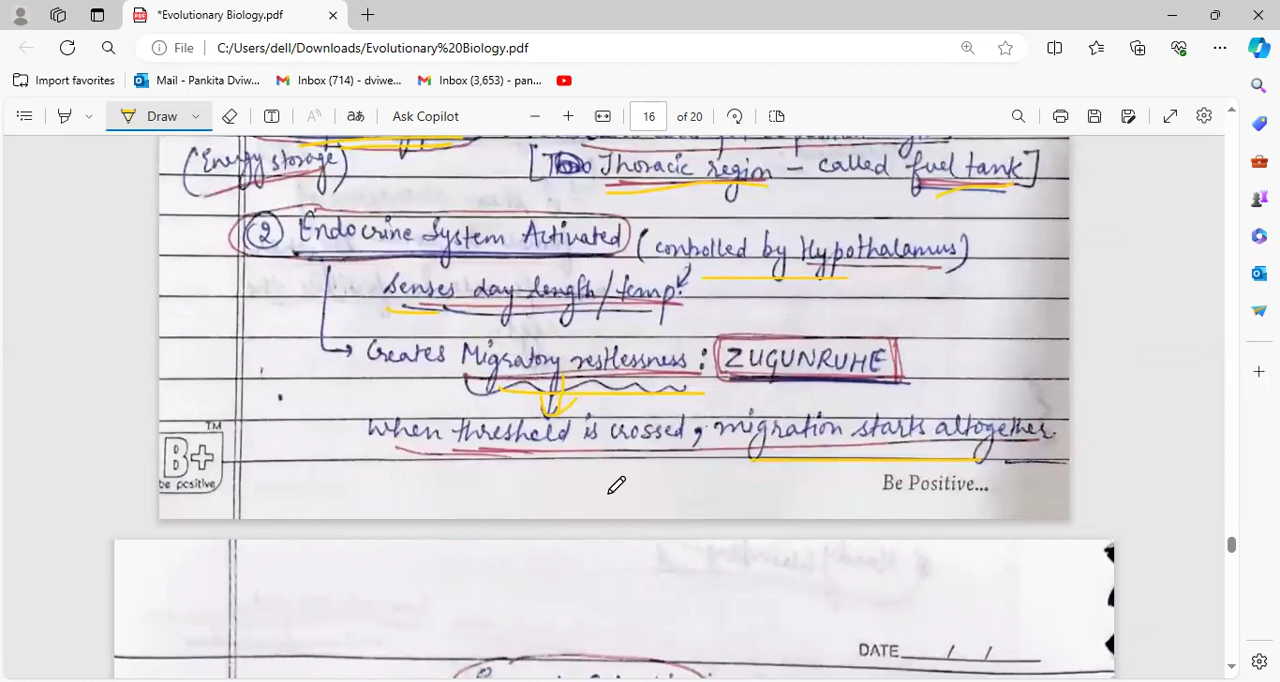 *Evolutionary Biology.pdf
File C:/Users/dell/Downloads/Evolutionary%20Biology.pdf
Import favorites Mail - Pankita Dviw... Inbox (714) - dviwe... Inbox (3,653) - pan...
Draw Ask Copilot 16 of 20
(Energy storage) [Thoracic region - called fuel tank]
② Endocrine System Activated (controlled by Hypothalamus)
senses day length/temp.
→ Creates Migratory restlessness : ZUGUNRUHE
When threshold is crossed, migration starts altogether.
B+ TM
be positive
Be Positive...
DATE / /